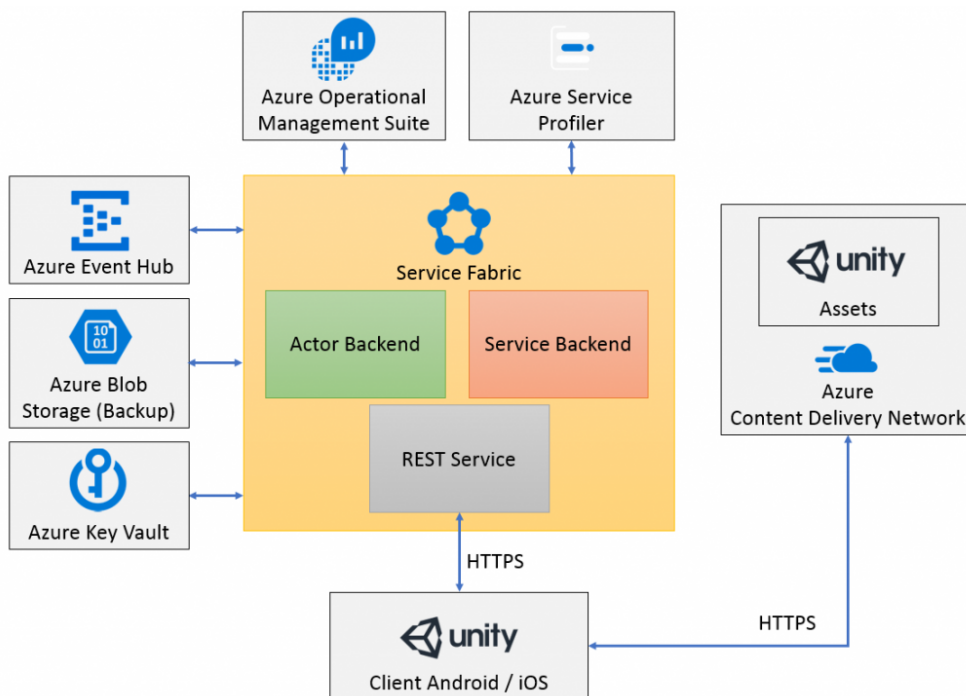 Azure Operational
Management Suite
Azure Service
Profiler
Azure Event Hub
Service Fabric
unity
Assets
10
01
Azure Blob
Storage (Backup)
Actor Backend
Service Backend
Azure
Content Delivery Network
REST Service
Azure Key Vault
HTTPS
HTTPS
unity
Client Android / iOS